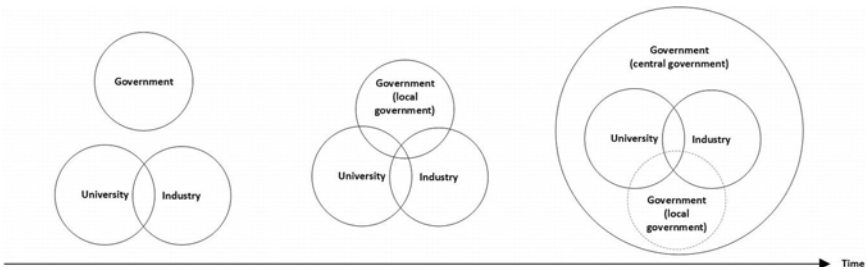 Government
University
Industry
Government
(local
government)
University
Industry
Government
(central government)
University
Industry
Government
(local
government)
Time